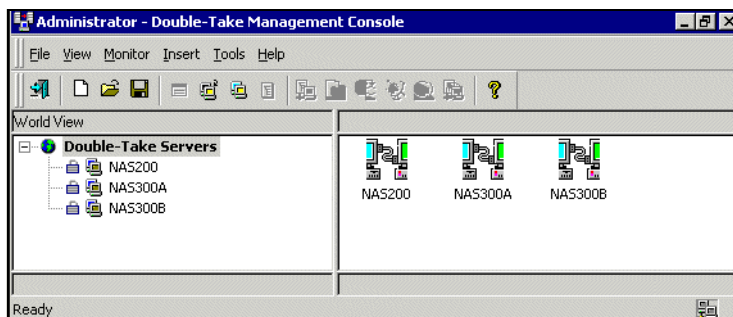 Administrator - Double-Take Management Console
File View Monitor Insert Tools Help
World View
Double-Take Servers
NAS200
NAS300A
NAS300B
NAS200 NAS300A NAS300B
Ready